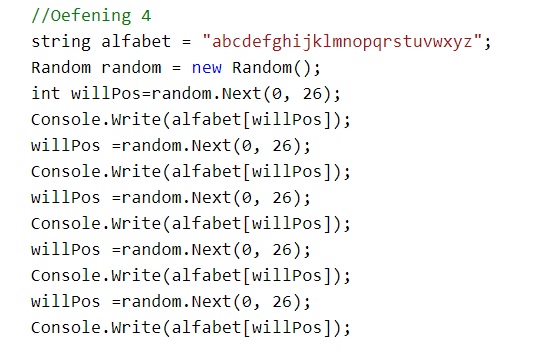 //Oefening 4
string alfabet = "abcdefghijklmnopqrstuvwxyz";
Random random = new Random();
int willPos=random.Next(0, 26);
Console.Write(alfabet[willPos]);
willPos =random.Next(0, 26);
Console.Write(alfabet[willPos]);
willPos =random.Next(0, 26);
Console.Write(alfabet[willPos]);
willPos =random.Next(0, 26);
Console.Write(alfabet[willPos]);
willPos =random.Next(0, 26);
Console.Write(alfabet[willPos]);